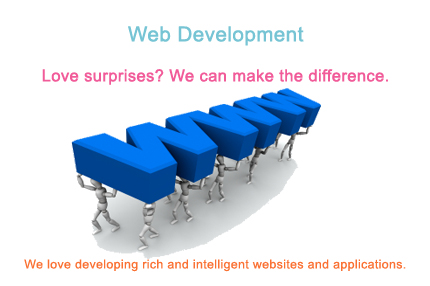 Web Development
Love surprises? We can make the difference.
WWW
We love developing rich and intelligent websites and applications.